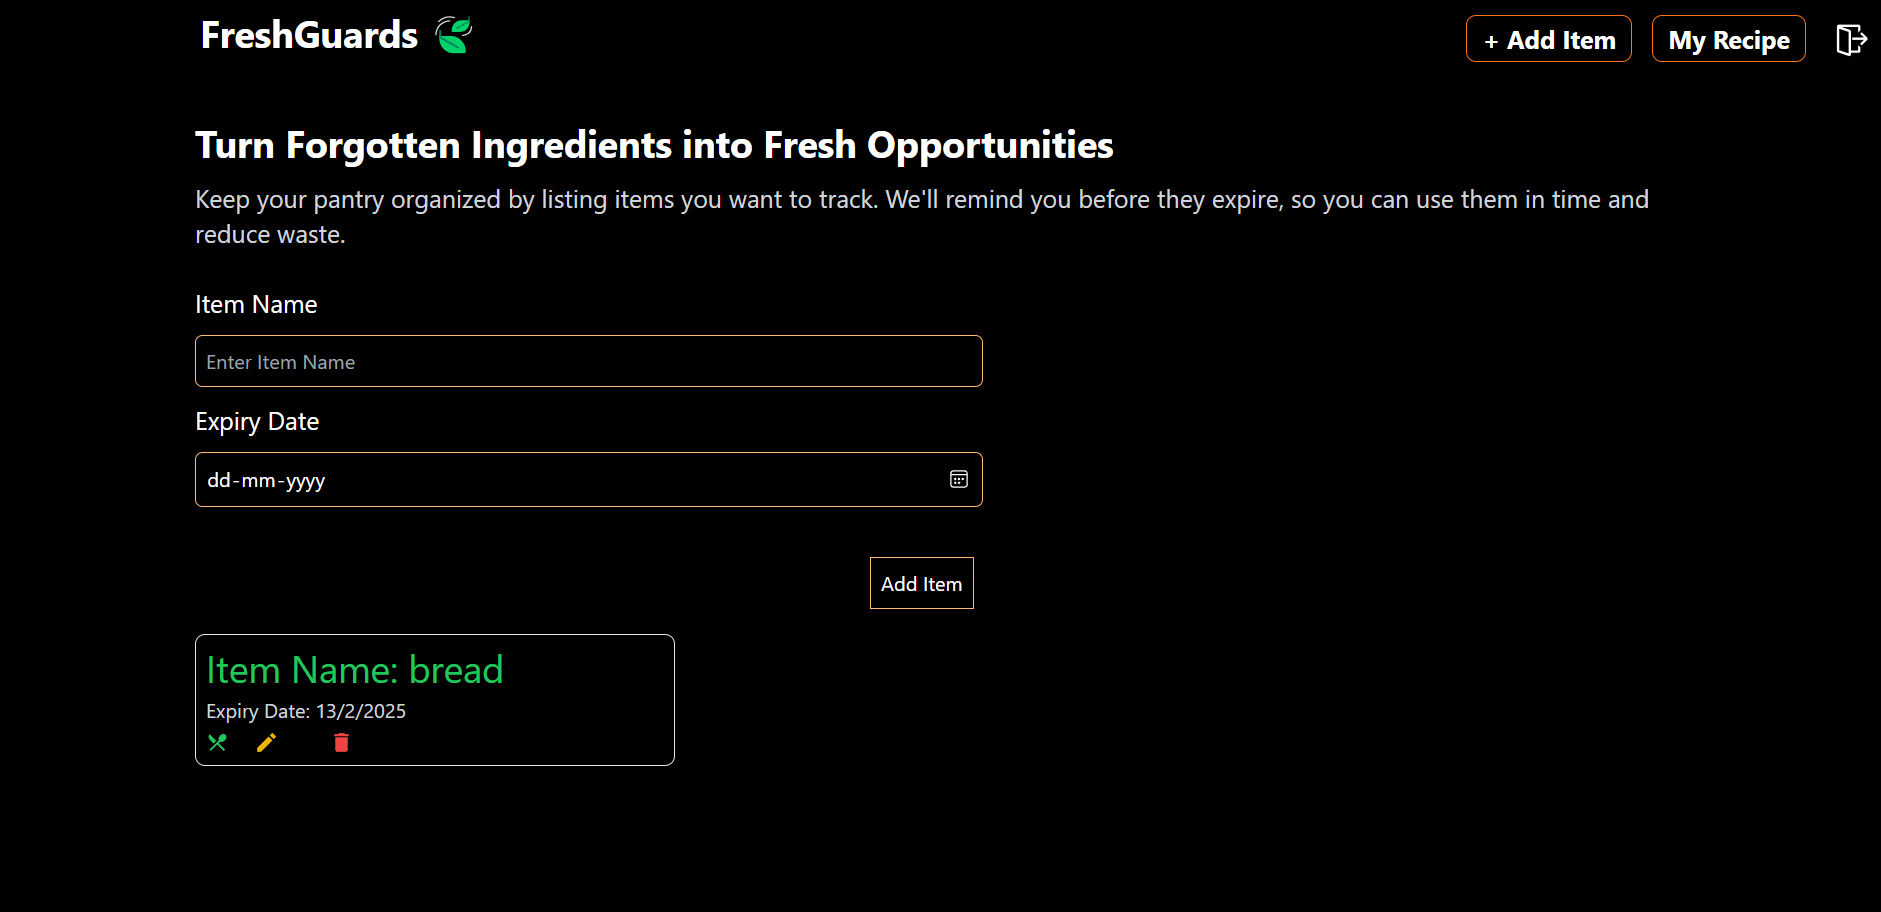 FreshGuards
+ Add Item
My Recipe
Turn Forgotten Ingredients into Fresh Opportunities
Keep your pantry organized by listing items you want to track. We'll remind you before they expire, so you can use them in time and
reduce waste.
Item Name
Enter Item Name
Expiry Date
dd-mm-yyyy
Add Item
Item Name: bread
Expiry Date: 13/2/2025